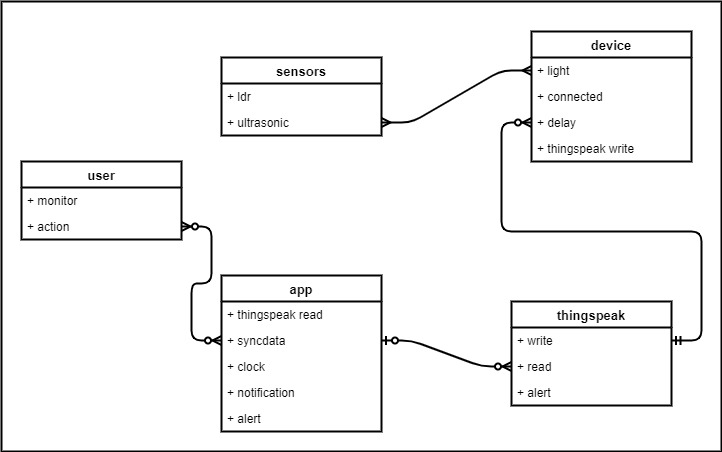 sensors
+ ldr
+ ultrasonic
device
+ light
+ connected
+ delay
+ thingspeak write
user
+ monitor
+ action
app
+ thingspeak read
+ syncdata
+ clock
+ notification
+ alert
thingspeak
+ write
+ read
+ alert